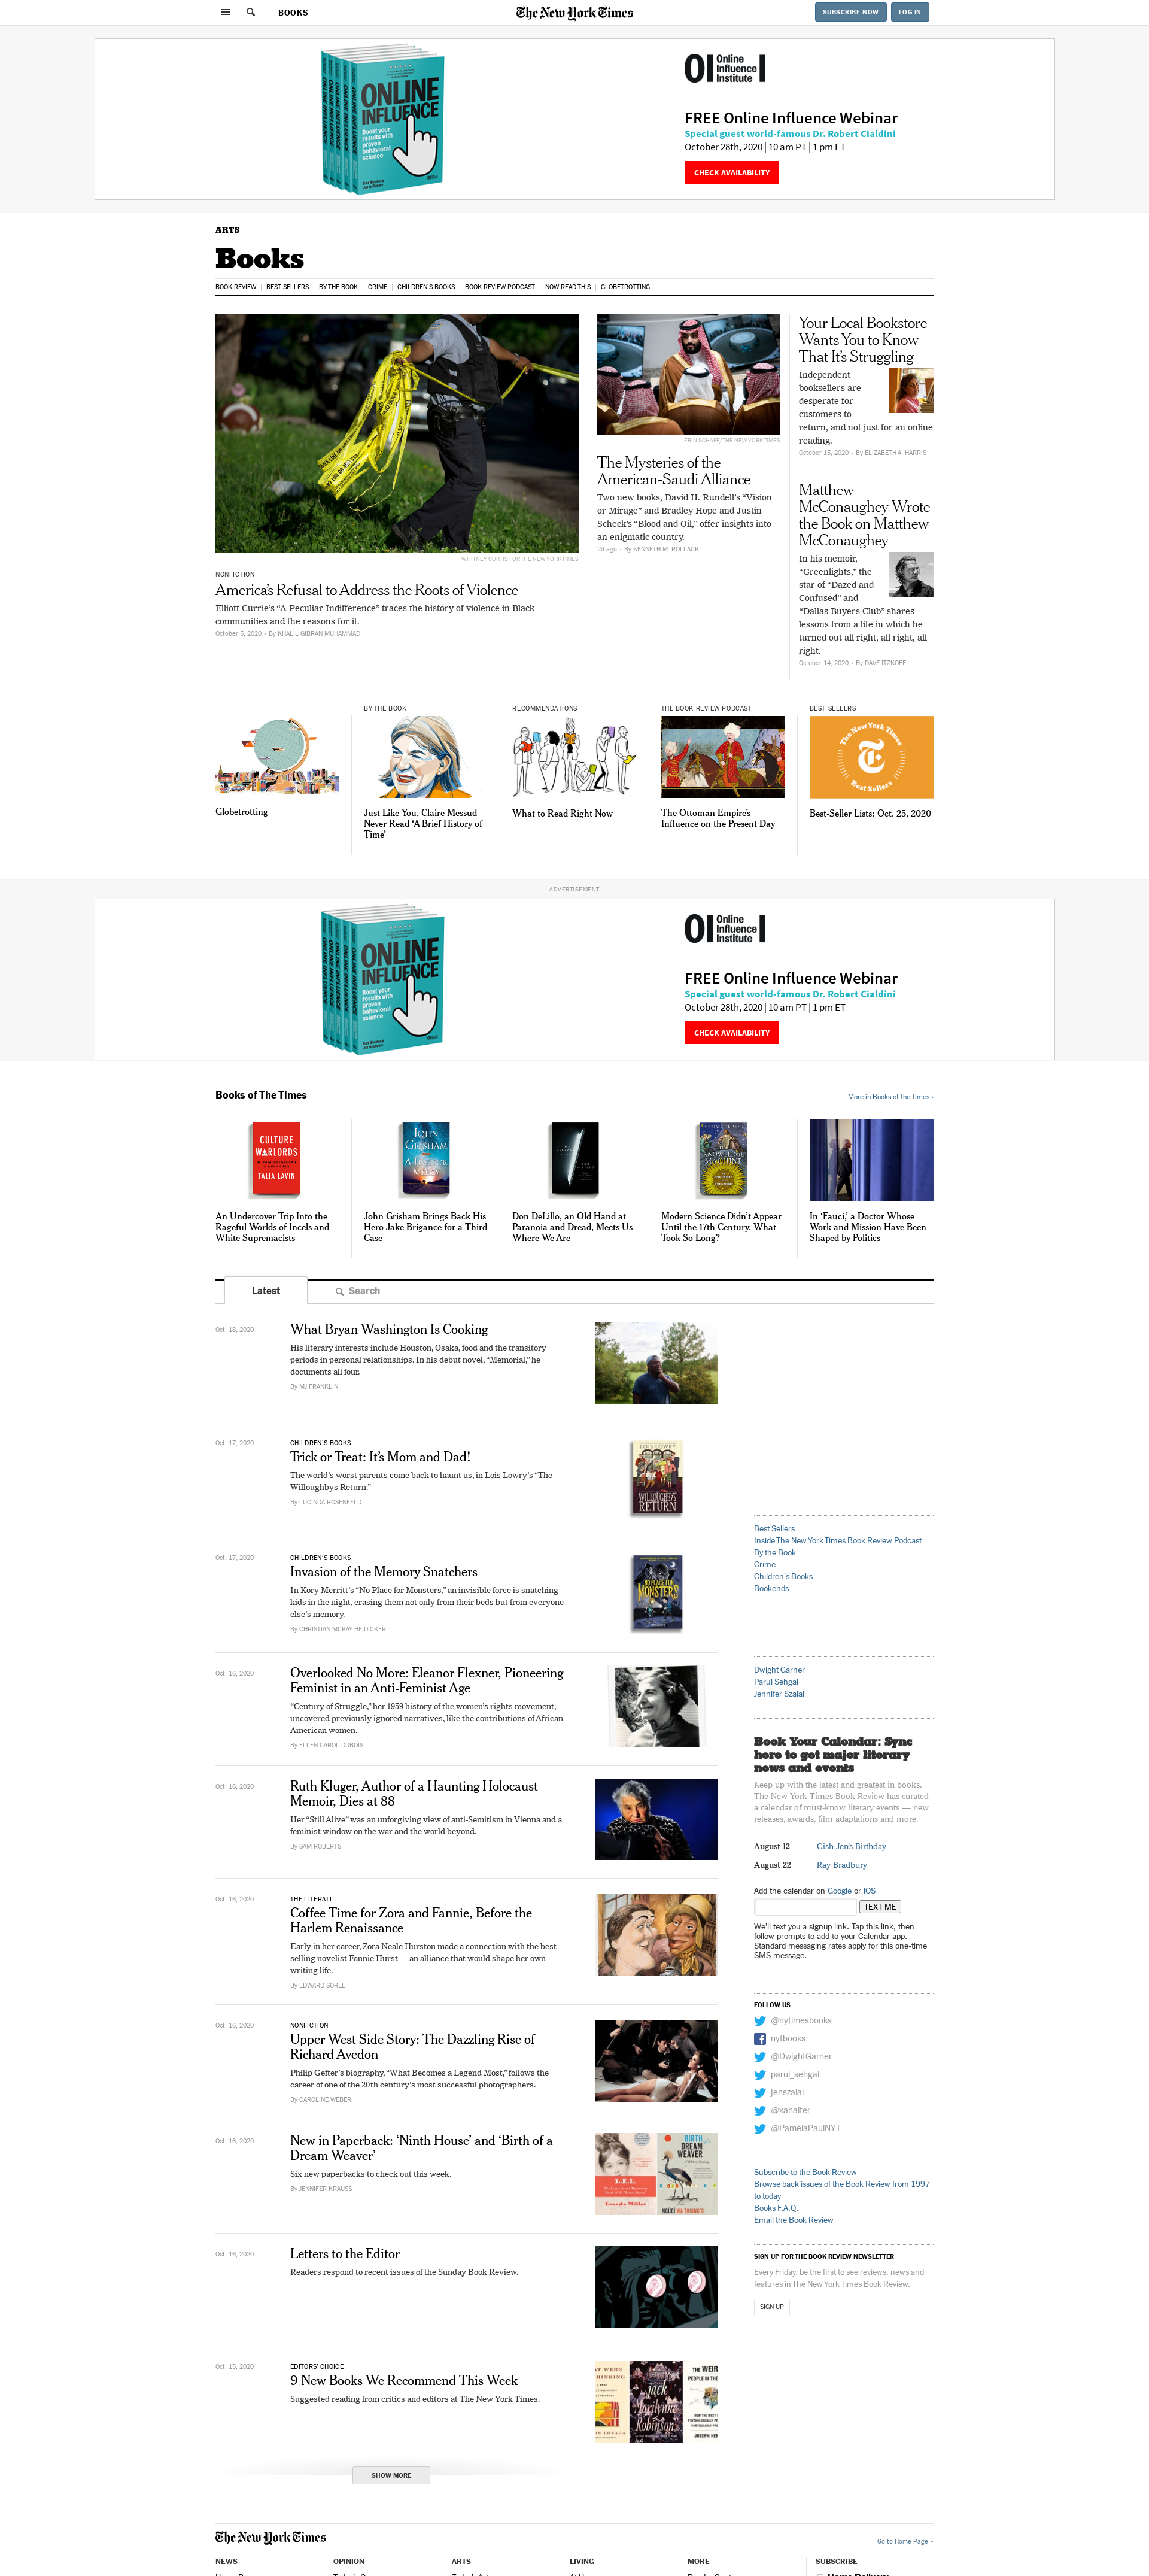 BOOKS
The New York Times
SUBSCRIBE NOW
LOG IN
ONLINE INFLUENCE
Boost your results with proven behavioral science
Online Influence Institute
FREE Online Influence Webinar
Special guest world-famous Dr. Robert Cialdini
October 28th, 2020 | 10 am PT | 1 pm ET
CHECK AVAILABILITY
ARTS
Books
BOOK REVIEW
BEST SELLERS
BY THE BOOK
CRIME
CHILDREN'S BOOKS
BOOK REVIEW PODCAST
NOW READ THIS
GLOBETROTTING
WHITNEY CURTIS FOR THE NEW YORK TIMES
NONFICTION
America's Refusal to Address the Roots of Violence
Elliott Currie's “A Peculiar Indifference” traces the history of violence in Black
communities and the reasons for it.
October 5, 2020 - By KHALIL GIBRAN MUHAMMAD
ERIN SCHAFF/THE NEW YORK TIMES
The Mysteries of the
American-Saudi Alliance
Two new books, David H. Rundell's “Vision
or Mirage” and Bradley Hope and Justin
Scheck's “Blood and Oil,” offer insights into
an enigmatic country.
2d ago - By KENNETH M. POLLACK
Your Local Bookstore
Wants You to Know
That It's Struggling
Independent
booksellers are
desperate for
customers to
return, and not just for an online
reading.
October 15, 2020 - By ELIZABETH A. HARRIS
Matthew
McConaughey Wrote
the Book on Matthew
McConaughey
In his memoir,
“Greenlights,” the
star of “Dazed and
Confused” and
“Dallas Buyers Club” shares
lessons from a life in which he
turned out all right, all right, all
right.
October 14, 2020 - By DAVE ITZKOFF
Globetrotting
BY THE BOOK
Just Like You, Claire Messud
Never Read ‘A Brief History of
Time’
RECOMMENDATIONS
What to Read Right Now
THE BOOK REVIEW PODCAST
The Ottoman Empire's
Influence on the Present Day
BEST SELLERS
The New York Times
Best Sellers
Best-Seller Lists: Oct. 25, 2020
ADVERTISEMENT
ONLINE INFLUENCE
Boost your results with proven behavioral science
Online Influence Institute
FREE Online Influence Webinar
Special guest world-famous Dr. Robert Cialdini
October 28th, 2020 | 10 am PT | 1 pm ET
CHECK AVAILABILITY
Books of The Times
More in Books of The Times ›
CULTURE WARLORDS
TALIA LAVIN
An Undercover Trip Into the
Rageful Worlds of Incels and
White Supremacists
JOHN GRISHAM
A TIME FOR MERCY
John Grisham Brings Back His
Hero Jake Brigance for a Third
Case
Don DeLillo, an Old Hand at
Paranoia and Dread, Meets Us
Where We Are
KNOWLEDGE MACHINE
Modern Science Didn't Appear
Until the 17th Century. What
Took So Long?
In ‘Fauci,’ a Doctor Whose
Work and Mission Have Been
Shaped by Politics
Latest
Search
Oct. 18, 2020
What Bryan Washington Is Cooking
His literary interests include Houston, Osaka, food and the transitory
periods in personal relationships. In his debut novel, “Memorial,” he
documents all four.
By MJ FRANKLIN
Oct. 17, 2020
CHILDREN'S BOOKS
Trick or Treat: It's Mom and Dad!
The world's worst parents come back to haunt us, in Lois Lowry's “The
Willoughbys Return.”
By LUCINDA ROSENFELD
LOIS LOWRY
WILLOUGHBYS RETURN
Oct. 17, 2020
CHILDREN'S BOOKS
Invasion of the Memory Snatchers
In Kory Merritt's “No Place for Monsters,” an invisible force is snatching
kids in the night, erasing them not only from their beds but from everyone
else's memory.
By CHRISTIAN MCKAY HEIDICKER
NO PLACE FOR MONSTERS
Oct. 16, 2020
Overlooked No More: Eleanor Flexner, Pioneering
Feminist in an Anti-Feminist Age
“Century of Struggle,” her 1959 history of the women's rights movement,
uncovered previously ignored narratives, like the contributions of African-
American women.
By ELLEN CAROL DUBOIS
Oct. 16, 2020
Ruth Kluger, Author of a Haunting Holocaust
Memoir, Dies at 88
Her “Still Alive” was an unforgiving view of anti-Semitism in Vienna and a
feminist window on the war and the world beyond.
By SAM ROBERTS
Oct. 16, 2020
THE LITERATI
Coffee Time for Zora and Fannie, Before the
Harlem Renaissance
Early in her career, Zora Neale Hurston made a connection with the best-
selling novelist Fannie Hurst — an alliance that would shape her own
writing life.
By EDWARD SOREL
Oct. 16, 2020
NONFICTION
Upper West Side Story: The Dazzling Rise of
Richard Avedon
Philip Gefter's biography, “What Becomes a Legend Most,” follows the
career of one of the 20th century's most successful photographers.
By CAROLINE WEBER
Oct. 16, 2020
New in Paperback: ‘Ninth House’ and ‘Birth of a
Dream Weaver’
Six new paperbacks to check out this week.
By JENNIFER KRAUSS
L.E.L.
BIRTH
DREAM
WEAVER
Oct. 16, 2020
Letters to the Editor
Readers respond to recent issues of the Sunday Book Review.
Oct. 15, 2020
EDITORS' CHOICE
9 New Books We Recommend This Week
Suggested reading from critics and editors at The New York Times.
jack
Marilynne
Robinson
THE WEIR
PEOPLE IN THE
SHOW MORE
Best Sellers
Inside The New York Times Book Review Podcast
By the Book
Crime
Children's Books
Bookends
Dwight Garner
Parul Sehgal
Jennifer Szalai
Book Your Calendar: Sync
here to get major literary
news and events
Keep up with the latest and greatest in books.
The New York Times Book Review has curated
a calendar of must-know literary events — new
releases, awards, film adaptations and more.
August 12 Gish Jen's Birthday
August 22 Ray Bradbury
Add the calendar on Google or iOS
TEXT ME
We'll text you a signup link. Tap this link, then
follow prompts to add to your Calendar app.
Standard messaging rates apply for this one-time
SMS message.
FOLLOW US
@nytimesbooks
nytbooks
@DwightGarner
parul_sehgal
jenszalai
@xanalter
@PamelaPaulNYT
Subscribe to the Book Review
Browse back issues of the Book Review from 1997
to today
Books F.A.Q.
Email the Book Review
SIGN UP FOR THE BOOK REVIEW NEWSLETTER
Every Friday, be the first to see reviews, news and
features in The New York Times Book Review.
SIGN UP
The New York Times
Go to Home Page »
NEWS
OPINION
ARTS
LIVING
MORE
SUBSCRIBE